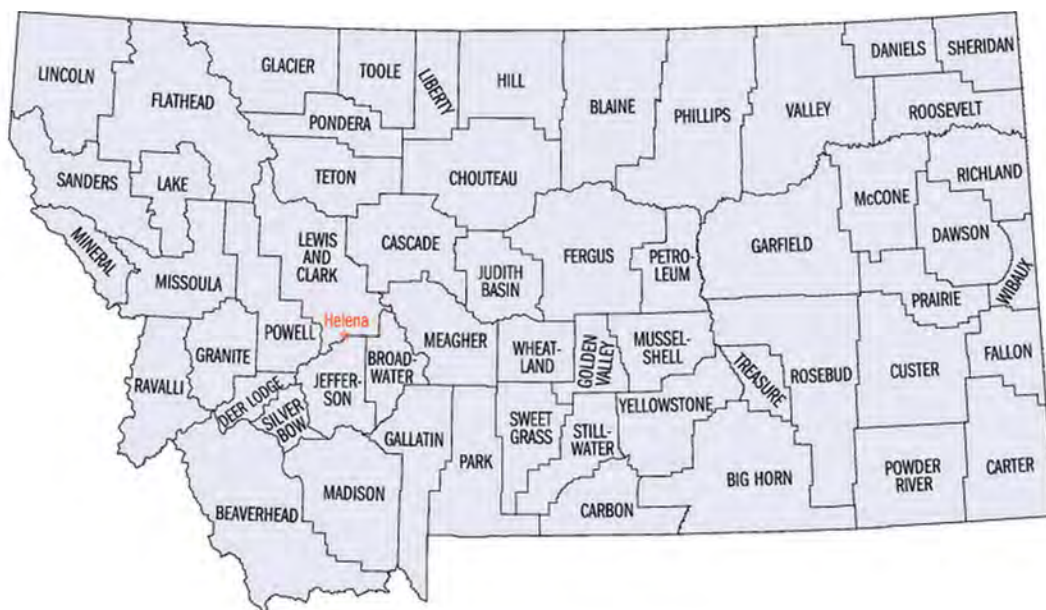 LINCOLN
FLATHEAD
GLACIER
TOOLE
LIBERTY
HILL
BLAINE
PHILLIPS
VALLEY
DANIELS
SHERIDAN
ROOSEVELT
PONDERA
TETON
CHOUTEAU
SANDERS
LAKE
McCONE
RICHLAND
DAWSON
MINERAL
MISSOULA
LEWIS
AND
CLARK
CASCADE
JUDITH
BASIN
FERGUS
PETRO-
LEUM
GARFIELD
PRAIRIE
WIBAUX
Helena
POWELL
GRANITE
RAVALLI
DEER LODGE
SILVER
BOW
JEFFER-
SON
BROAD-
WATER
MEAGHER
WHEAT-
LAND
GOLDEN
VALLEY
MUSSEL-
SHELL
TREASURE
ROSEBUD
CUSTER
FALLON
GALLATIN
PARK
SWEET
GRASS
STILL-
WATER
YELLOWSTONE
BIG HORN
POWDER
RIVER
CARTER
MADISON
BEAVERHEAD
CARBON